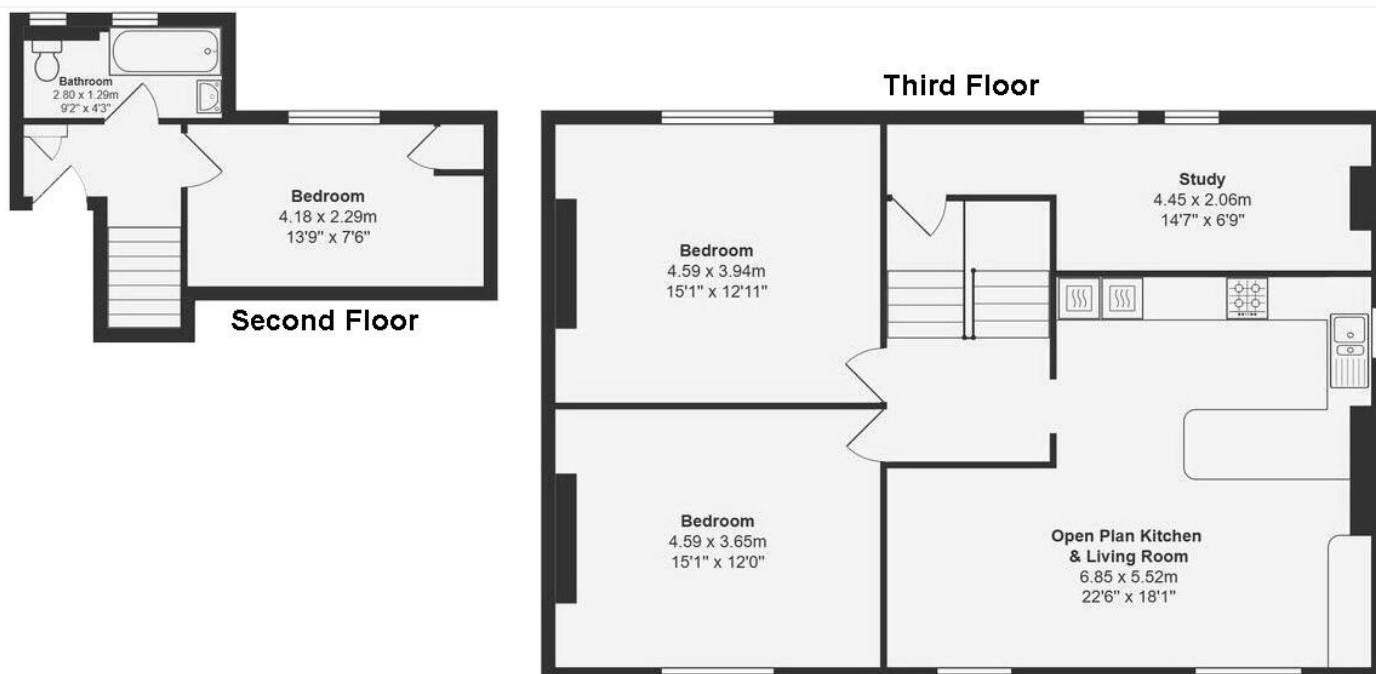 Bathroom
2.80 x 1.29m
9'2" x 4'3"
Bedroom
4.18 x 2.29m
13'9" x 7'6"
Second Floor
Third Floor
Bedroom
4.59 x 3.94m
15'1" x 12'11"
Study
4.45 x 2.06m
14'7" x 6'9"
Bedroom
4.59 x 3.65m
15'1" x 12'0"
Open Plan Kitchen
& Living Room
6.85 x 5.52m
22'6" x 18'1"